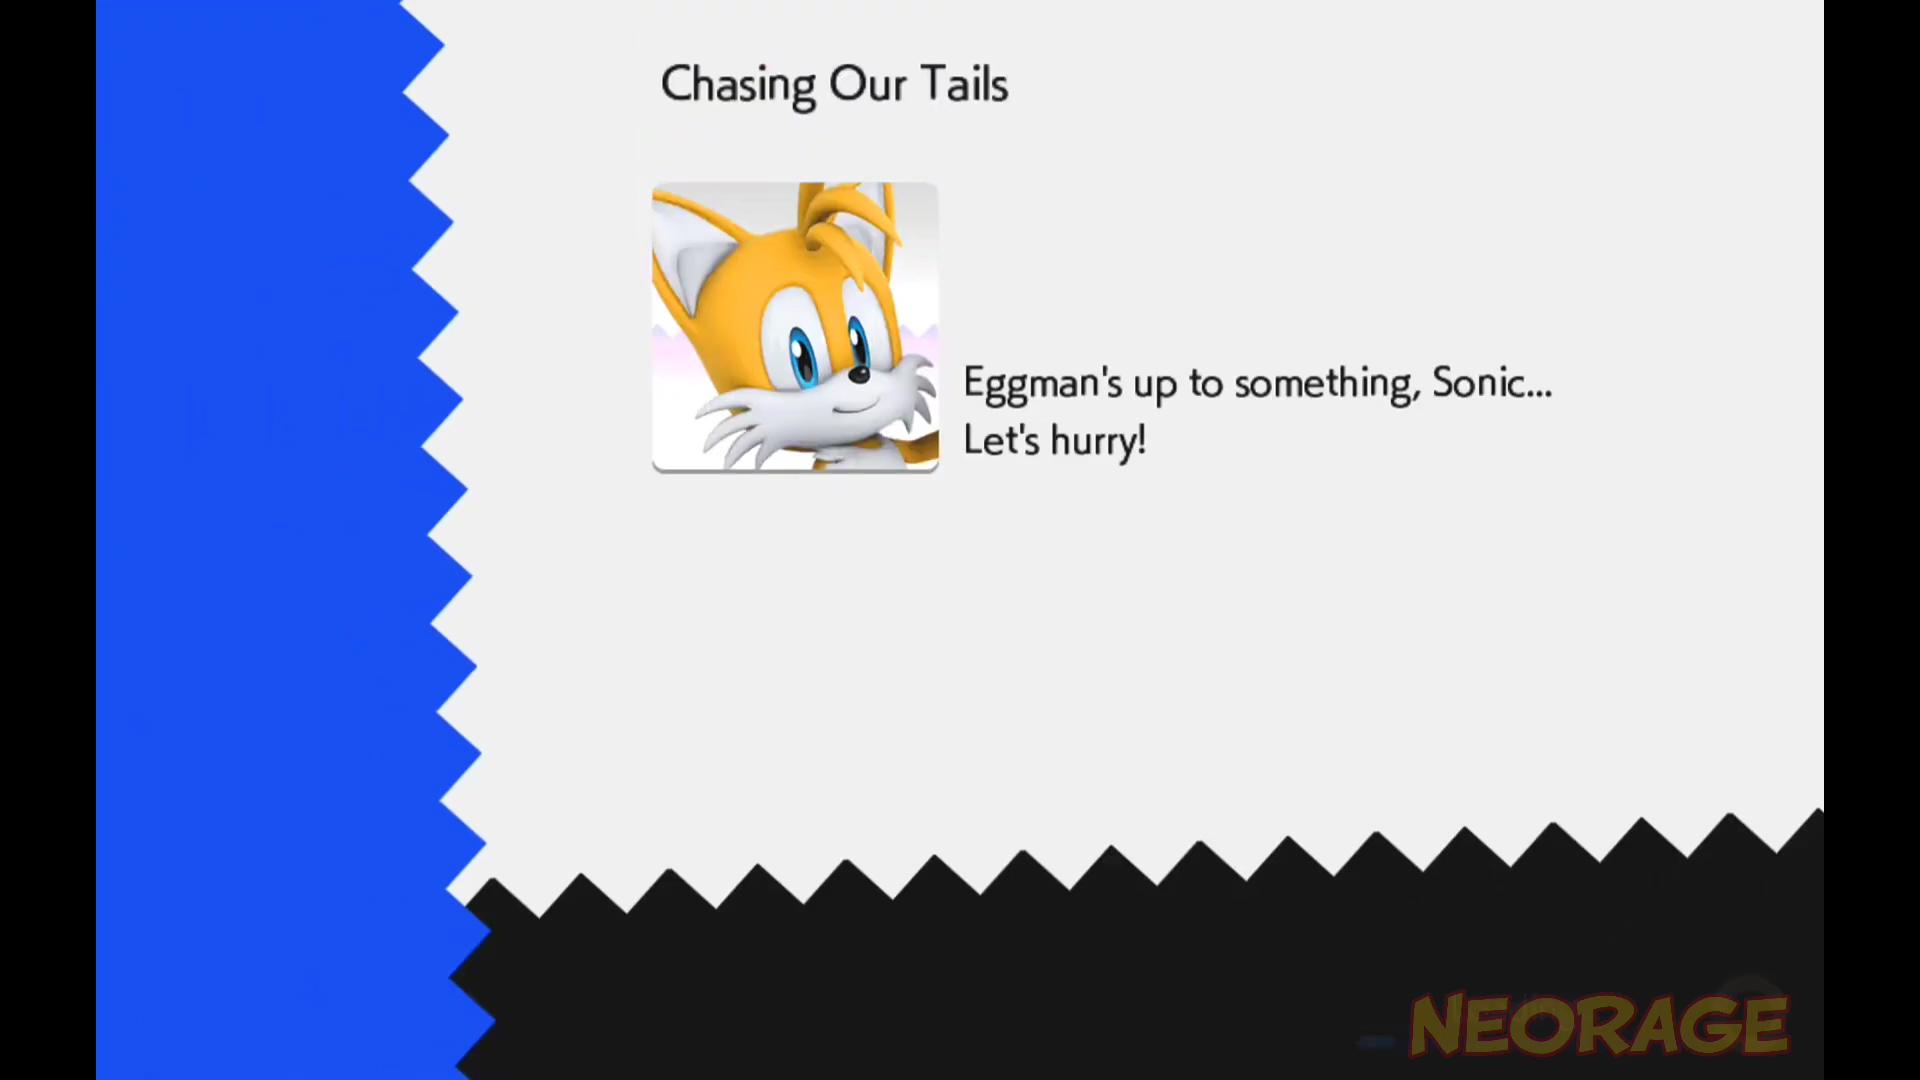 Chasing Our Tails
Eggman's up to something, Sonic...
Let's hurry!
NEORAGE